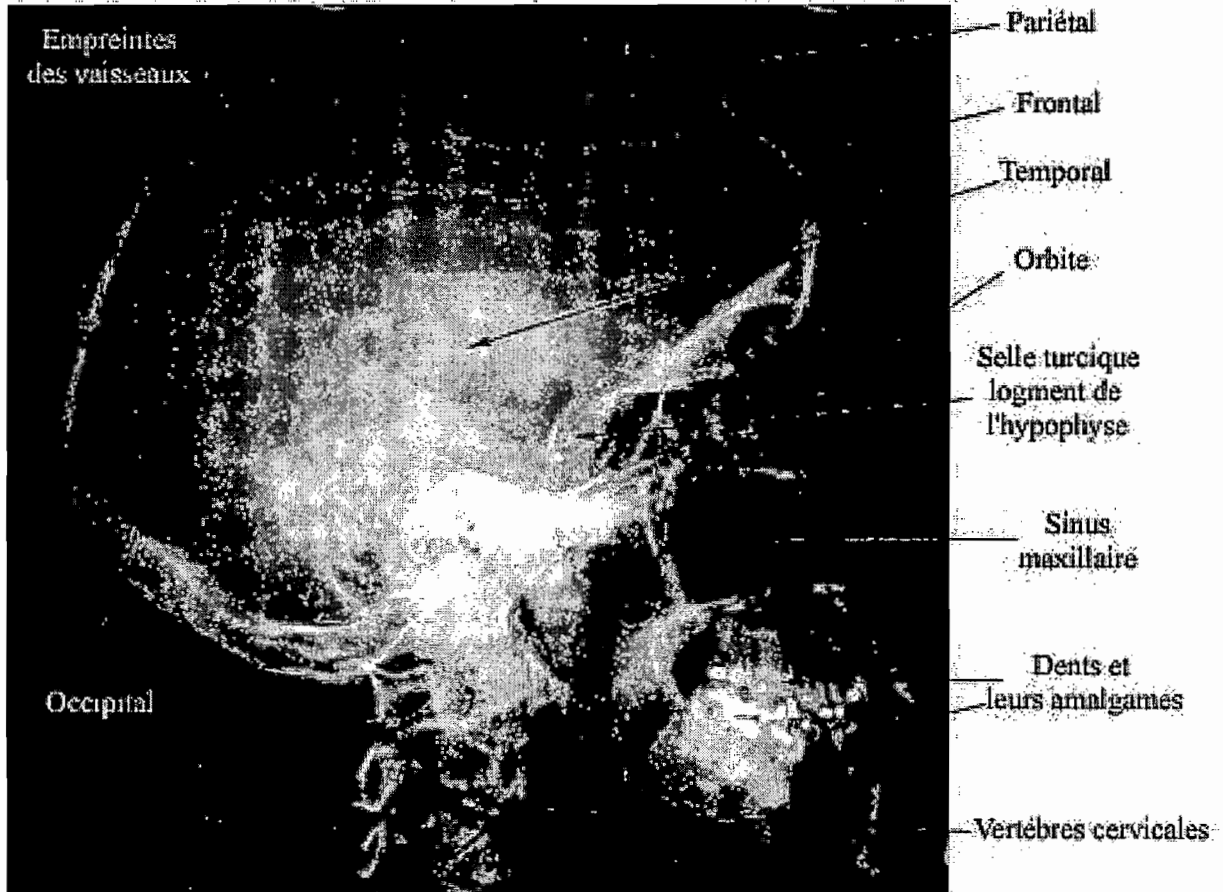 Empreintes
des vaisseaux
Pariétal
Frontal
Temporal
Orbite
Selle turcique
logment de
l'hypophyse
Sinus
maxillaire
Dents et
leurs amalgames
Occipital
Vertèbres cervicales